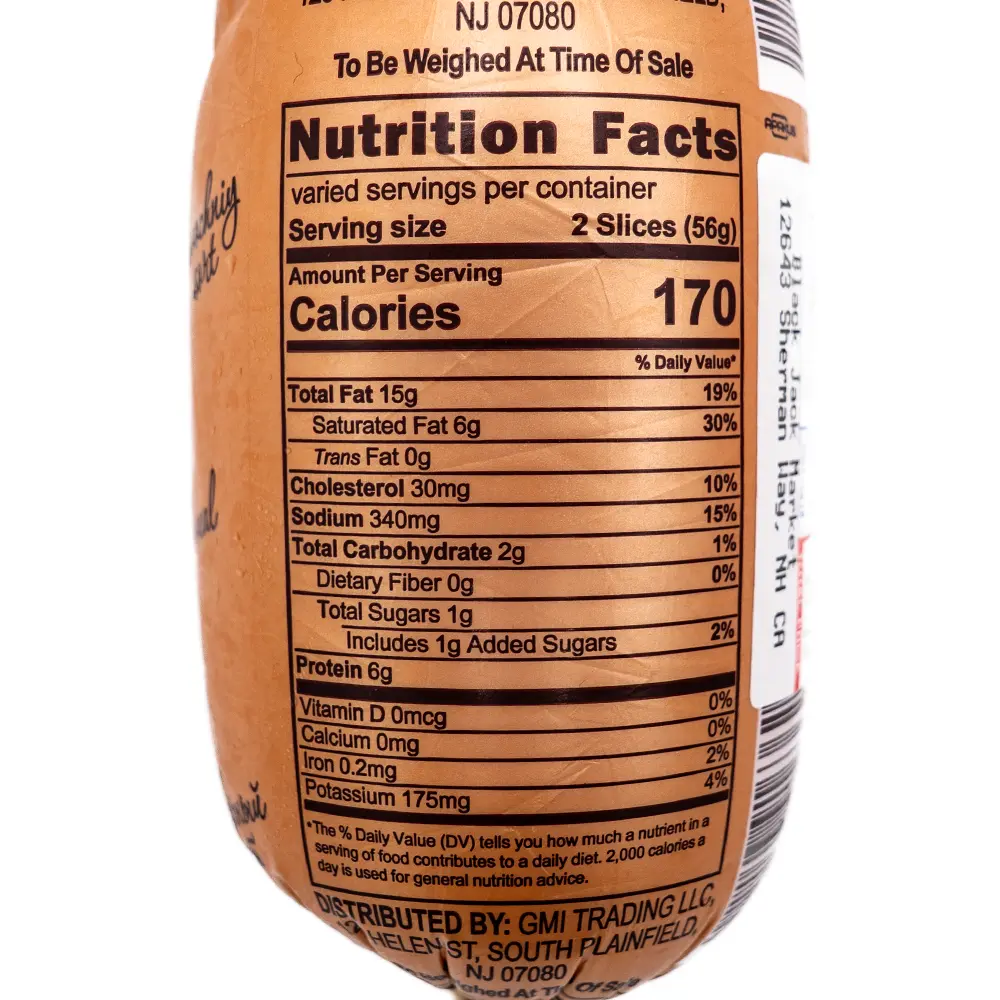 NJ 07080
To Be Weighed At Time Of Sale
Nutrition Facts
varied servings per container
Serving size 2 Slices (56g)
Amount Per Serving
Calories 170
% Daily Value*
Total Fat 15g 19%
Saturated Fat 6g 30%
Trans Fat 0g
Cholesterol 30mg 10%
Sodium 340mg 15%
Total Carbohydrate 2g 1%
Dietary Fiber 0g 0%
Total Sugars 1g
Includes 1g Added Sugars 2%
Protein 6g
Vitamin D 0mcg 0%
Calcium 0mg 0%
Iron 0.2mg 2%
Potassium 175mg 4%
*The % Daily Value (DV) tells you how much a nutrient in a
serving of food contributes to a daily diet. 2,000 calories a
day is used for general nutrition advice.
DISTRIBUTED BY: GMI TRADING LLC,
HELEN ST, SOUTH PLAINFIELD,
NJ 07080
At Of
Black Jack Market
12643 Sherman Way, NH CA